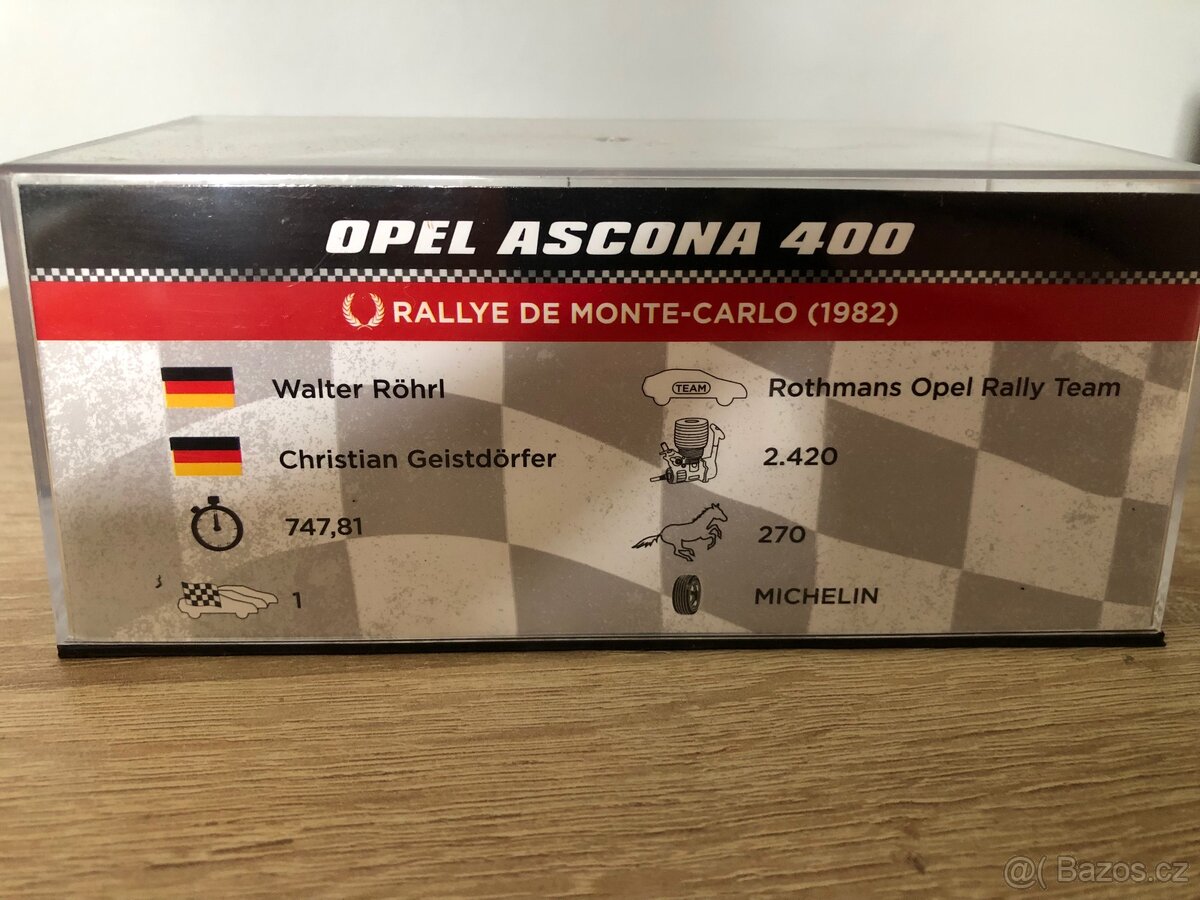 OPEL ASCONA 400
RALLYE DE MONTE-CARLO (1982)
Walter Röhrl
Christian Geistdörfer
747,81
1
TEAM
Rothmans Opel Rally Team
2.420
270
MICHELIN
@( Bazos.cz